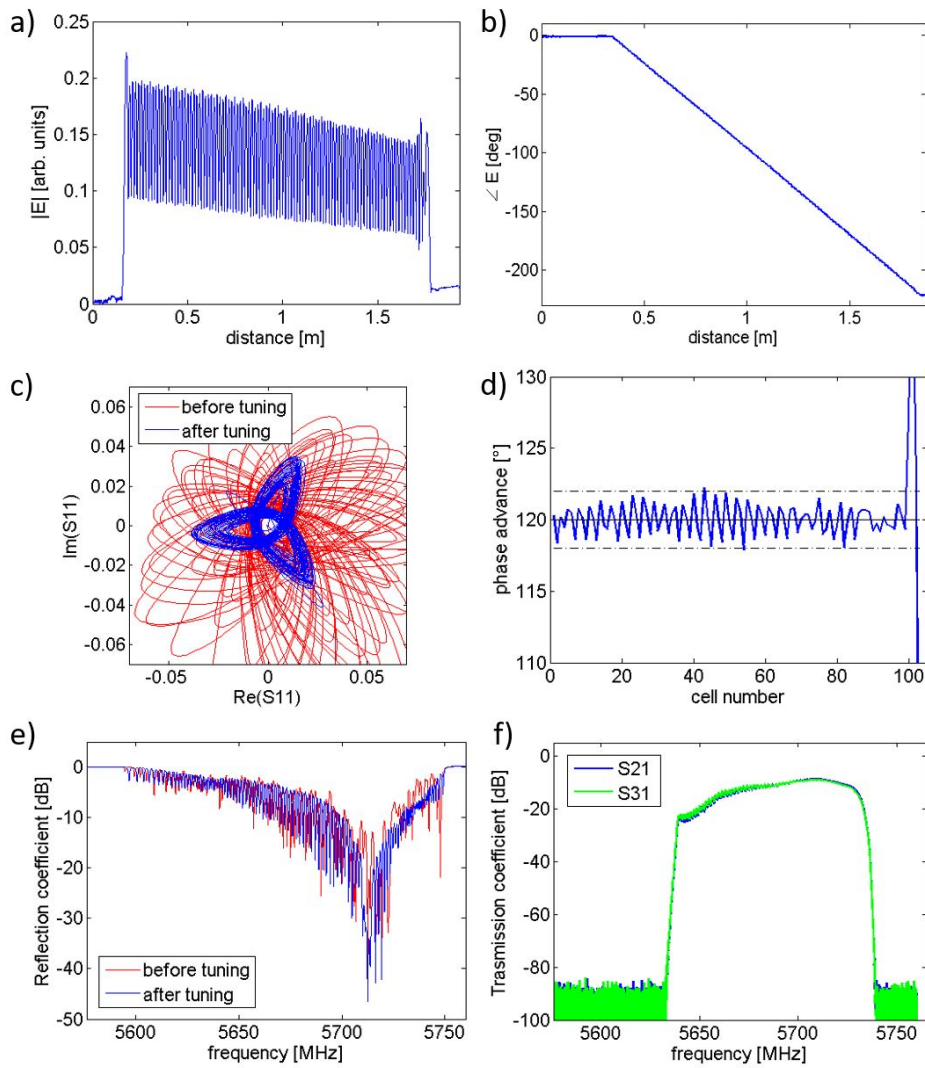 a)
0.25
0.2
0.15
0.1
0.05
0
|E| [arb. units]
0 0.5 1 1.5
distance [m]
b)
0
-50
-100
-150
-200
∠ E [deg]
0 0.5 1 1.5
distance [m]
c)
before tuning
after tuning
0.06
0.04
0.02
0
-0.02
-0.04
-0.06
Im(S11)
-0.05 0 0.05
Re(S11)
d)
130
125
120
115
110
phase advance [°]
0 20 40 60 80 100
cell number
e)
0
-10
-20
-30
-40
-50
Reflection coefficient [dB]
before tuning
after tuning
5600 5650 5700 5750
frequency [MHz]
f)
S21
S31
0
-20
-40
-60
-80
-100
Trasmission coefficient [dB]
5600 5650 5700 5750
frequency [MHz]